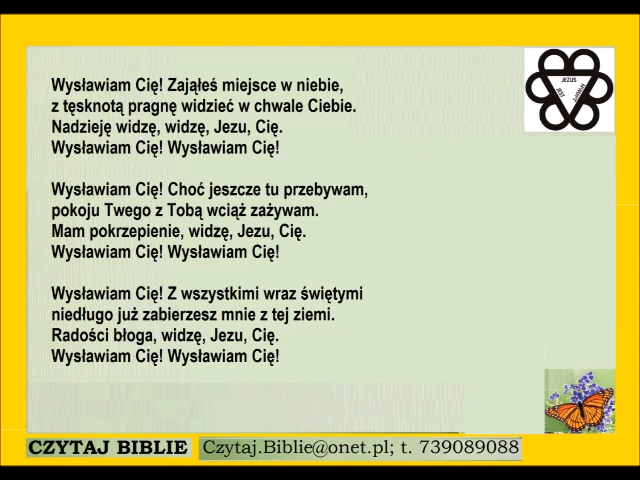 Wysławiam Cię! Zająłeś miejsce w niebie,
z tęsknotą pragnę widzieć w chwale Ciebie.
Nadzieję widzę, widzę, Jezu, Cię.
Wysławiam Cię! Wysławiam Cię!
Wysławiam Cię! Choć jeszcze tu przebywam,
pokoju Twego z Tobą wciąż zażywam.
Mam pokrzepienie, widzę, Jezu, Cię.
Wysławiam Cię! Wysławiam Cię!
Wysławiam Cię! Z wszystkimi wraz świętymi
niedługo już zabierzesz mnie z tej ziemi.
Radości błoga, widzę, Jezu, Cię.
Wysławiam Cię! Wysławiam Cię!
JEZUS
JEST
CZYTAJ BIBLIE Czytaj.Biblie@onet.pl; t. 739089088